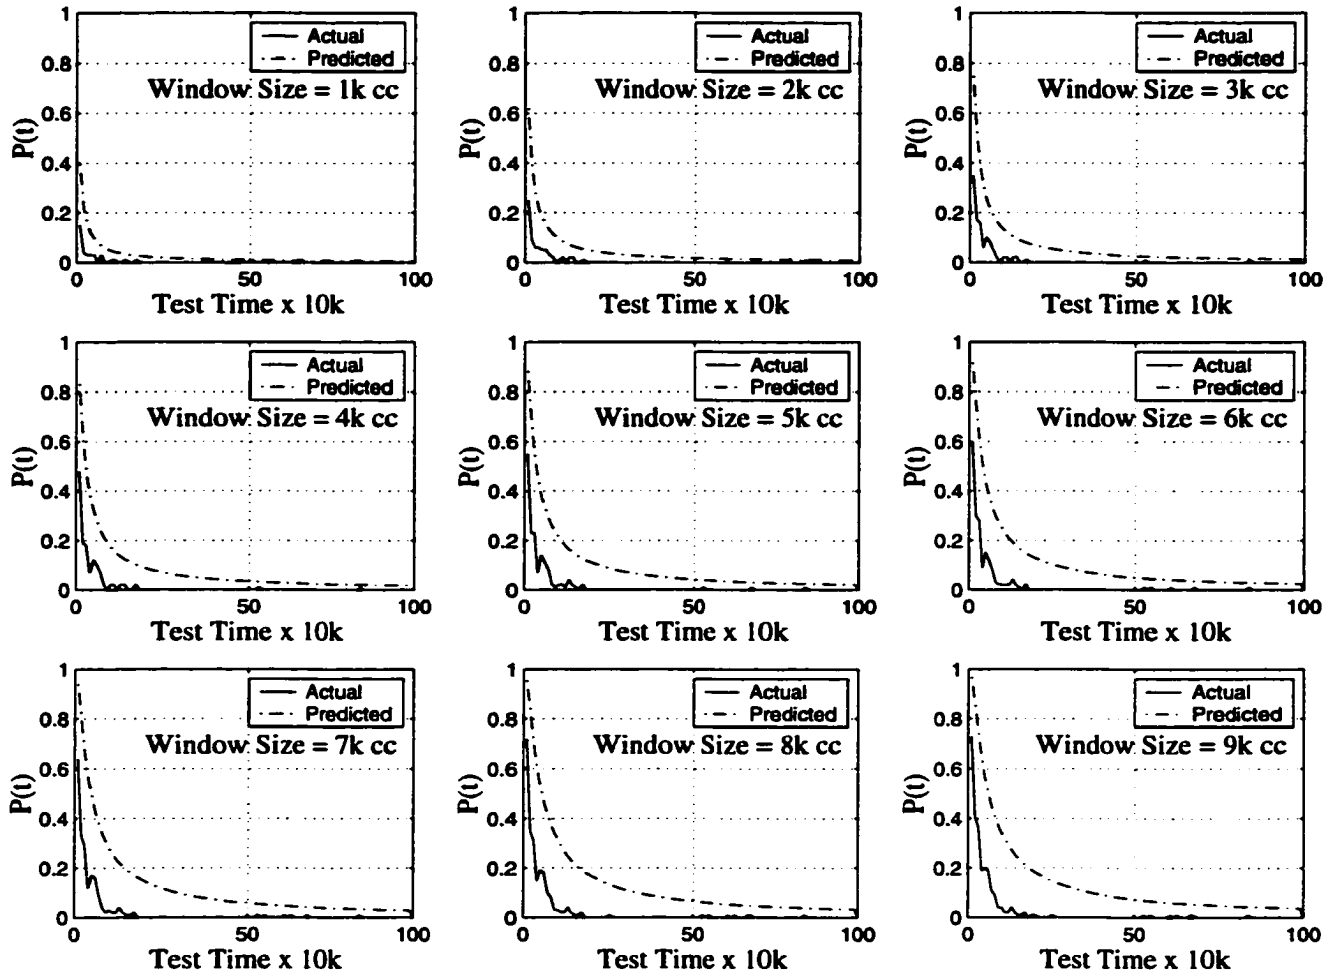 1
0.8
0.6
0.4
0.2
0
P(t)
Actual
Predicted
Window Size = 1k cc
0
50
100
Test Time x 10k
1
0.8
0.6
0.4
0.2
0
P(t)
Actual
Predicted
Window Size = 2k cc
0
50
100
Test Time x 10k
1
0.8
0.6
0.4
0.2
0
P(t)
Actual
Predicted
Window Size = 3k cc
0
50
100
Test Time x 10k
1
0.8
0.6
0.4
0.2
0
P(t)
Actual
Predicted
Window Size = 4k cc
0
50
100
Test Time x 10k
1
0.8
0.6
0.4
0.2
0
P(t)
Actual
Predicted
Window Size = 5k cc
0
50
100
Test Time x 10k
1
0.8
0.6
0.4
0.2
0
P(t)
Actual
Predicted
Window Size = 6k cc
0
50
100
Test Time x 10k
1
0.8
0.6
0.4
0.2
0
P(t)
Actual
Predicted
Window Size = 7k cc
0
50
100
Test Time x 10k
1
0.8
0.6
0.4
0.2
0
P(t)
Actual
Predicted
Window Size = 8k cc
0
50
100
Test Time x 10k
1
0.8
0.6
0.4
0.2
0
P(t)
Actual
Predicted
Window Size = 9k cc
0
50
100
Test Time x 10k